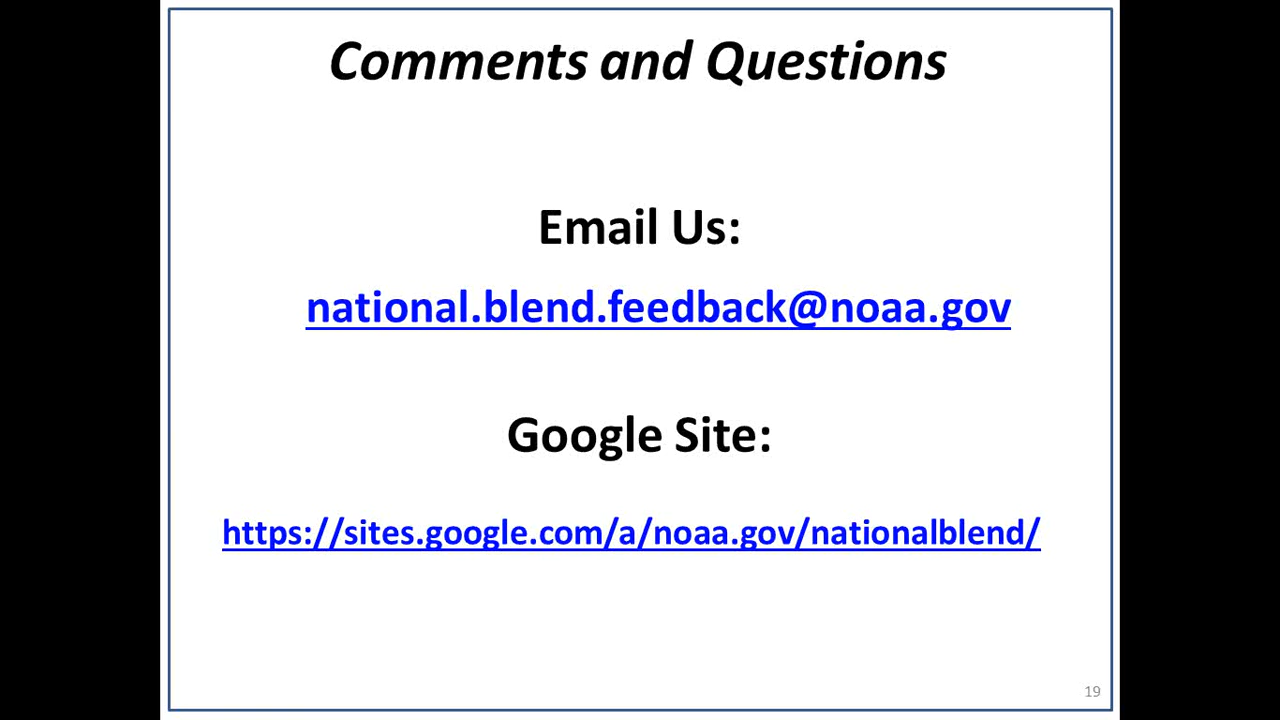 Comments and Questions
Email Us:
national.blend.feedback@noaa.gov
Google Site:
https://sites.google.com/a/noaa.gov/nationalblend/
19